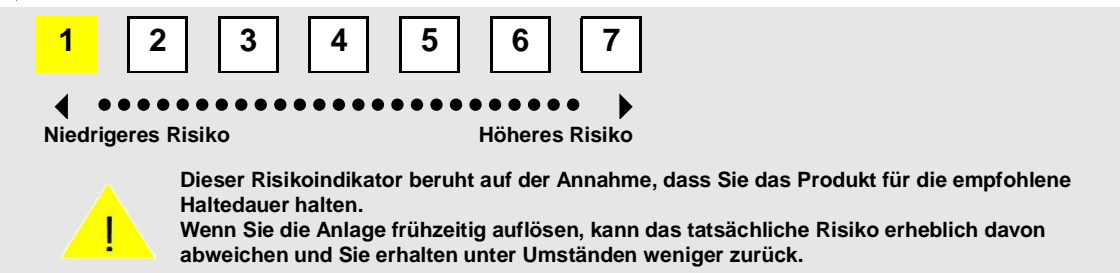 1 2 3 4 5 6 7
Niedrigeres Risiko Höheres Risiko
Dieser Risikoindikator beruht auf der Annahme, dass Sie das Produkt für die empfohlene
Haltedauer halten.
Wenn Sie die Anlage frühzeitig auflösen, kann das tatsächliche Risiko erheblich davon
! abweichen und Sie erhalten unter Umständen weniger zurück.